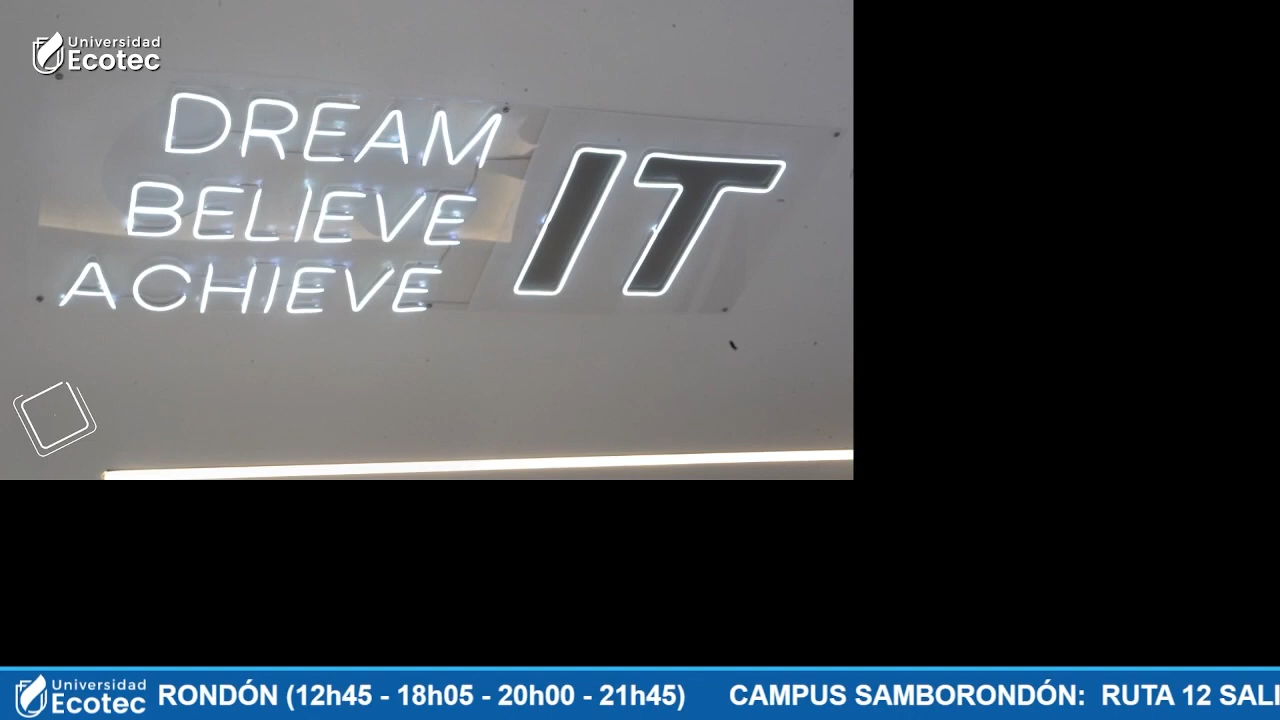 Universidad
Ecotec
DREAM
BELIEVE
ACHIEVE
IT
Universidad
Ecotec
RONDÓN (12h45 - 18h05 - 20h00 - 21h45) CAMPUS SAMBORONDÓN: RUTA 12 SALI